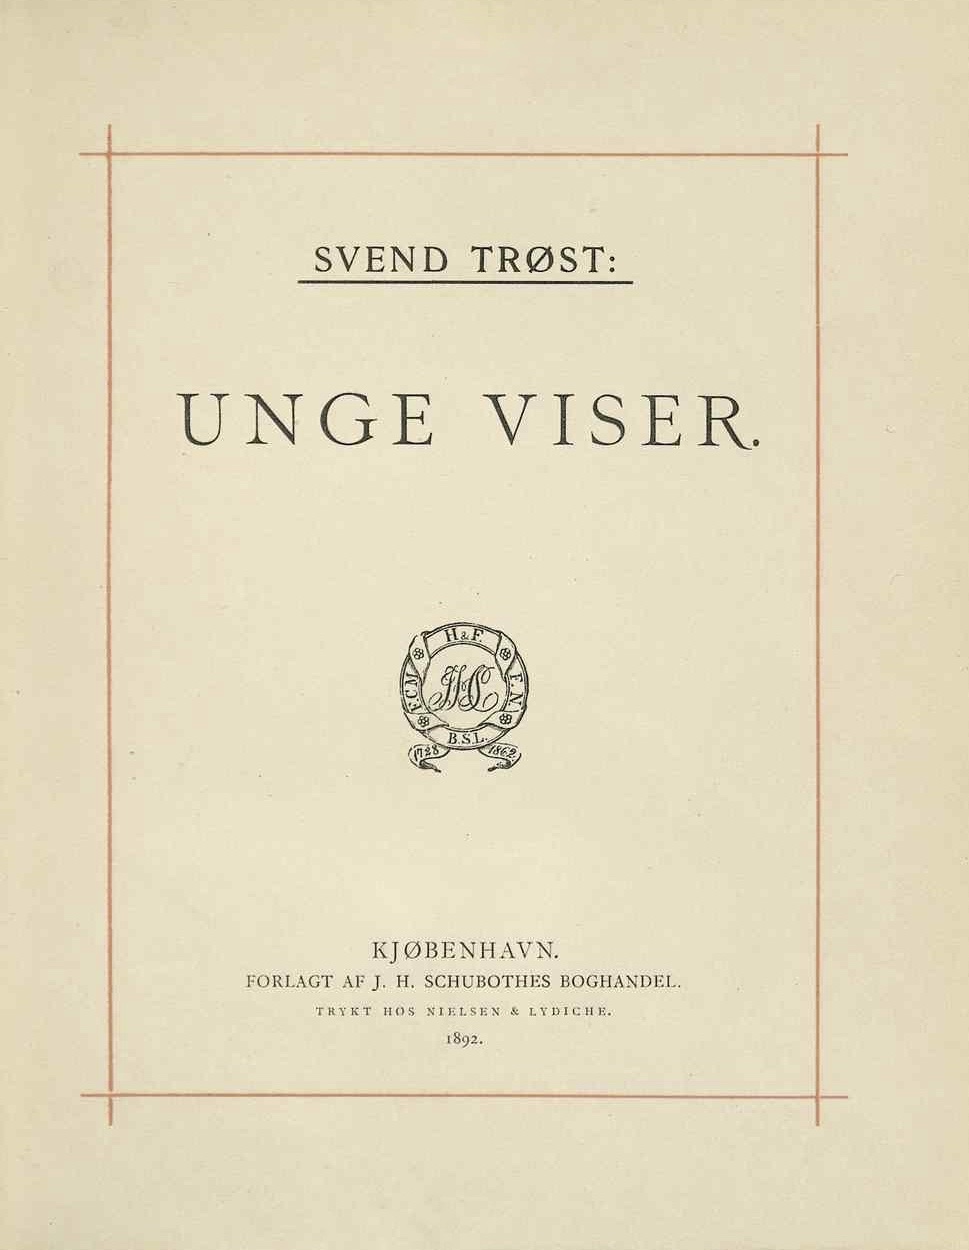 SVEND TRØST:
UNGE VISER.
H & F.
F.C.M.
F. N.
B.S.L.
1728
1862.
KJØBENHAVN.
FORLAGT AF J. H. SCHUBOTHES BOGHANDEL.
TRYKT HOS NIELSEN & LYDICHE.
1892.